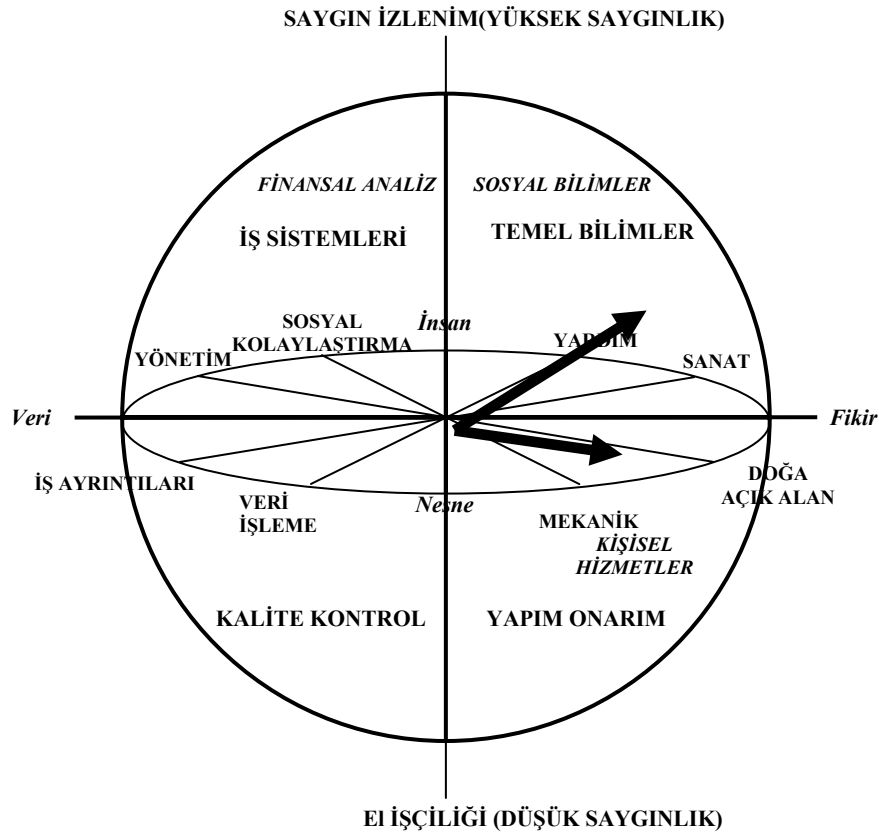 SAYGIN İZLENİM(YÜKSEK SAYGINLIK)
FİNANSAL ANALİZ
SOSYAL BİLİMLER
İŞ SİSTEMLERİ
TEMEL BİLİMLER
SOSYAL
KOLAYLAŞTIRMA
İnsan
YARDIM
YÖNETİM
SANAT
Veri
Fikir
İŞ AYRINTILARI
VERİ
İŞLEME
Nesne
MEKANİK
DOĞA
AÇIK ALAN
KİŞİSEL
HİZMETLER
KALİTE KONTROL
YAPIM ONARIM
El İŞÇİLİĞİ (DÜŞÜK SAYGINLIK)